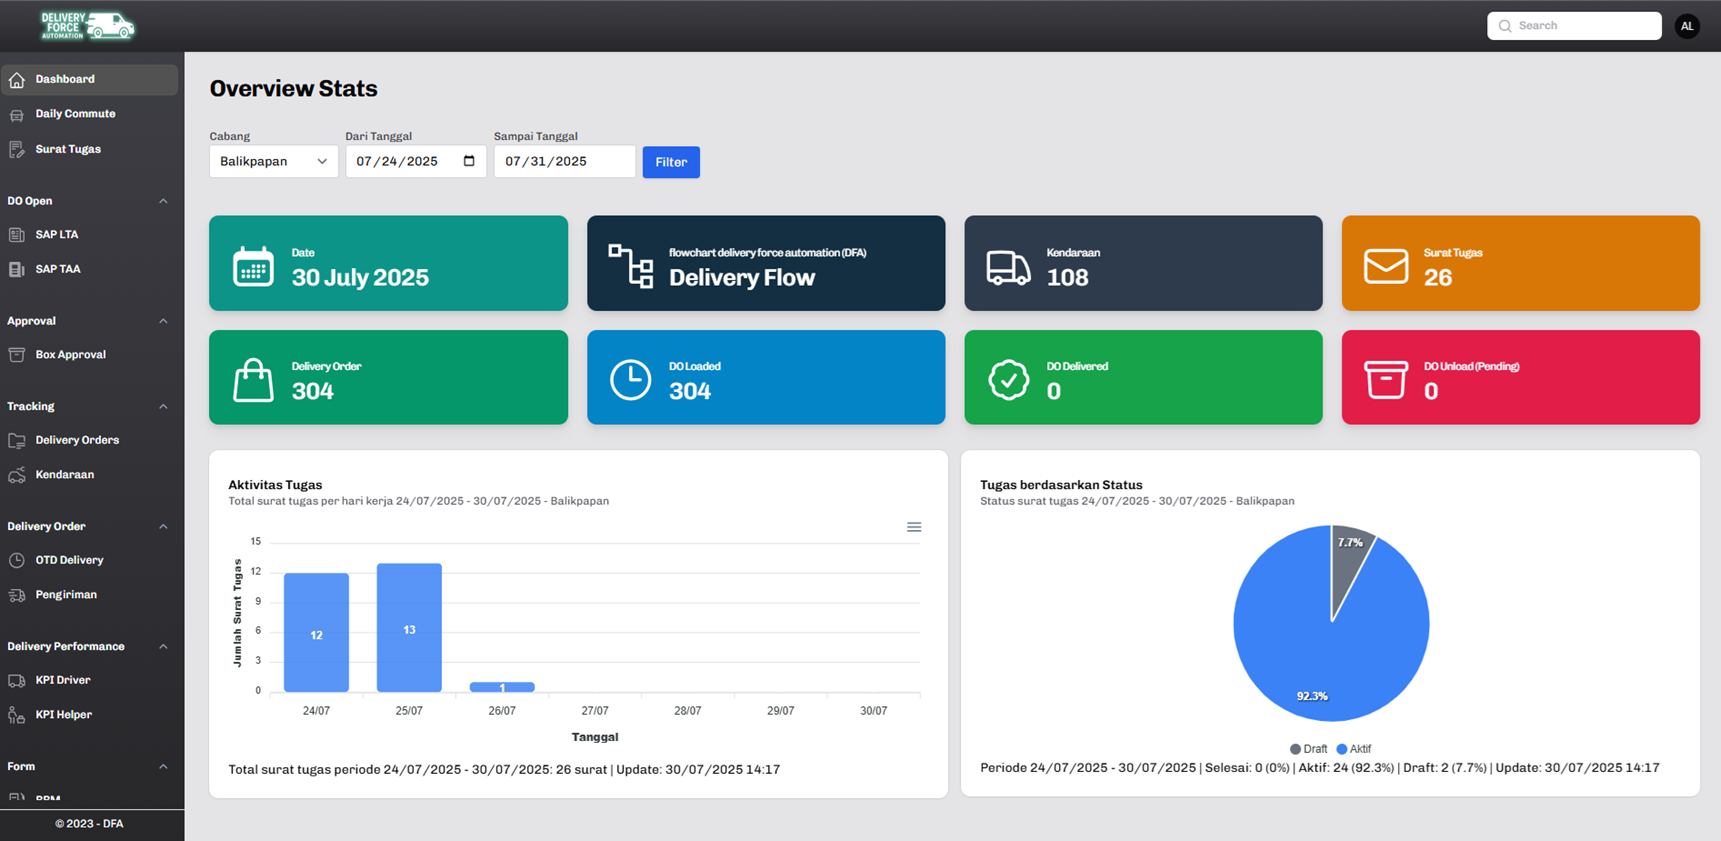 DELIVERY
FORCE
AUTOMATION
Search
AL
Dashboard
Daily Commute
Surat Tugas
DO Open
SAP LTA
SAP TAA
Approval
Box Approval
Tracking
Delivery Orders
Kendaraan
Delivery Order
OTD Delivery
Pengiriman
Delivery Performance
KPI Driver
KPI Helper
Form
BBM
© 2023 - DFA
Overview Stats
Cabang
Dari Tanggal
Sampai Tanggal
Balikpapan
07/24/2025
07/31/2025
Filter
Date
30 July 2025
flowchart delivery force automation (DFA)
Delivery Flow
Kendaraan
108
Surat Tugas
26
Delivery Order
304
DO Loaded
304
DO Delivered
0
DO Unload (Pending)
0
Aktivitas Tugas
Total surat tugas per hari kerja 24/07/2025 - 30/07/2025 - Balikpapan
Jumlah Surat Tugas
15
12
9
6
3
0
12
13
1
24/07
25/07
26/07
27/07
28/07
29/07
30/07
Tanggal
Total surat tugas periode 24/07/2025 - 30/07/2025: 26 surat | Update: 30/07/2025 14:17
Tugas berdasarkan Status
Status surat tugas 24/07/2025 - 30/07/2025 - Balikpapan
7.7%
92.3%
Draft
Aktif
Periode 24/07/2025 - 30/07/2025 | Selesai: 0 (0%) | Aktif: 24 (92.3%) | Draft: 2 (7.7%) | Update: 30/07/2025 14:17